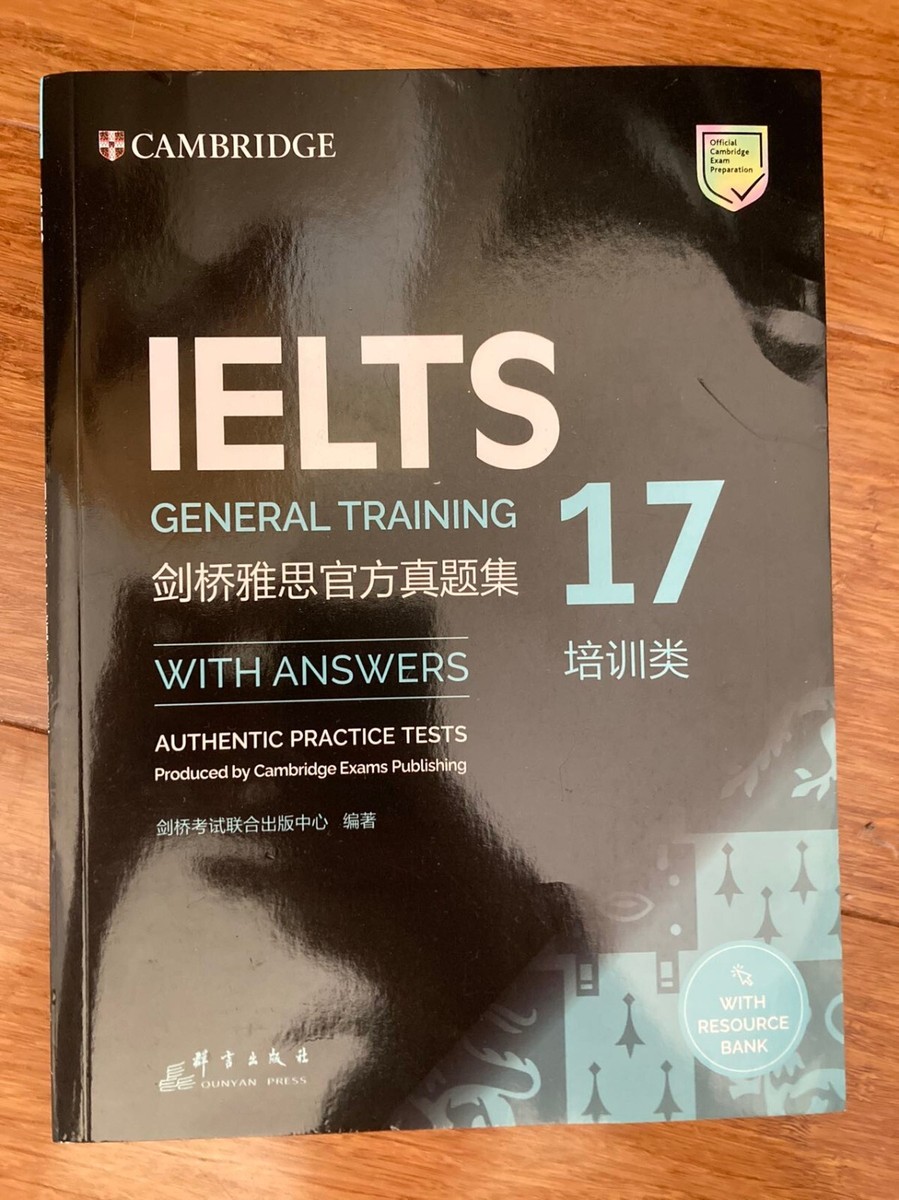 CAMBRIDGE
Official
Cambridge
Exam
Preparation
IELTS
GENERAL TRAINING
17
剑桥雅思官方真题集
培训类
WITH ANSWERS
AUTHENTIC PRACTICE TESTS
Produced by Cambridge Exams Publishing
剑桥考试联合出版中心 编著
WITH
RESOURCE
BANK
群言出版社
QUNYAN PRESS